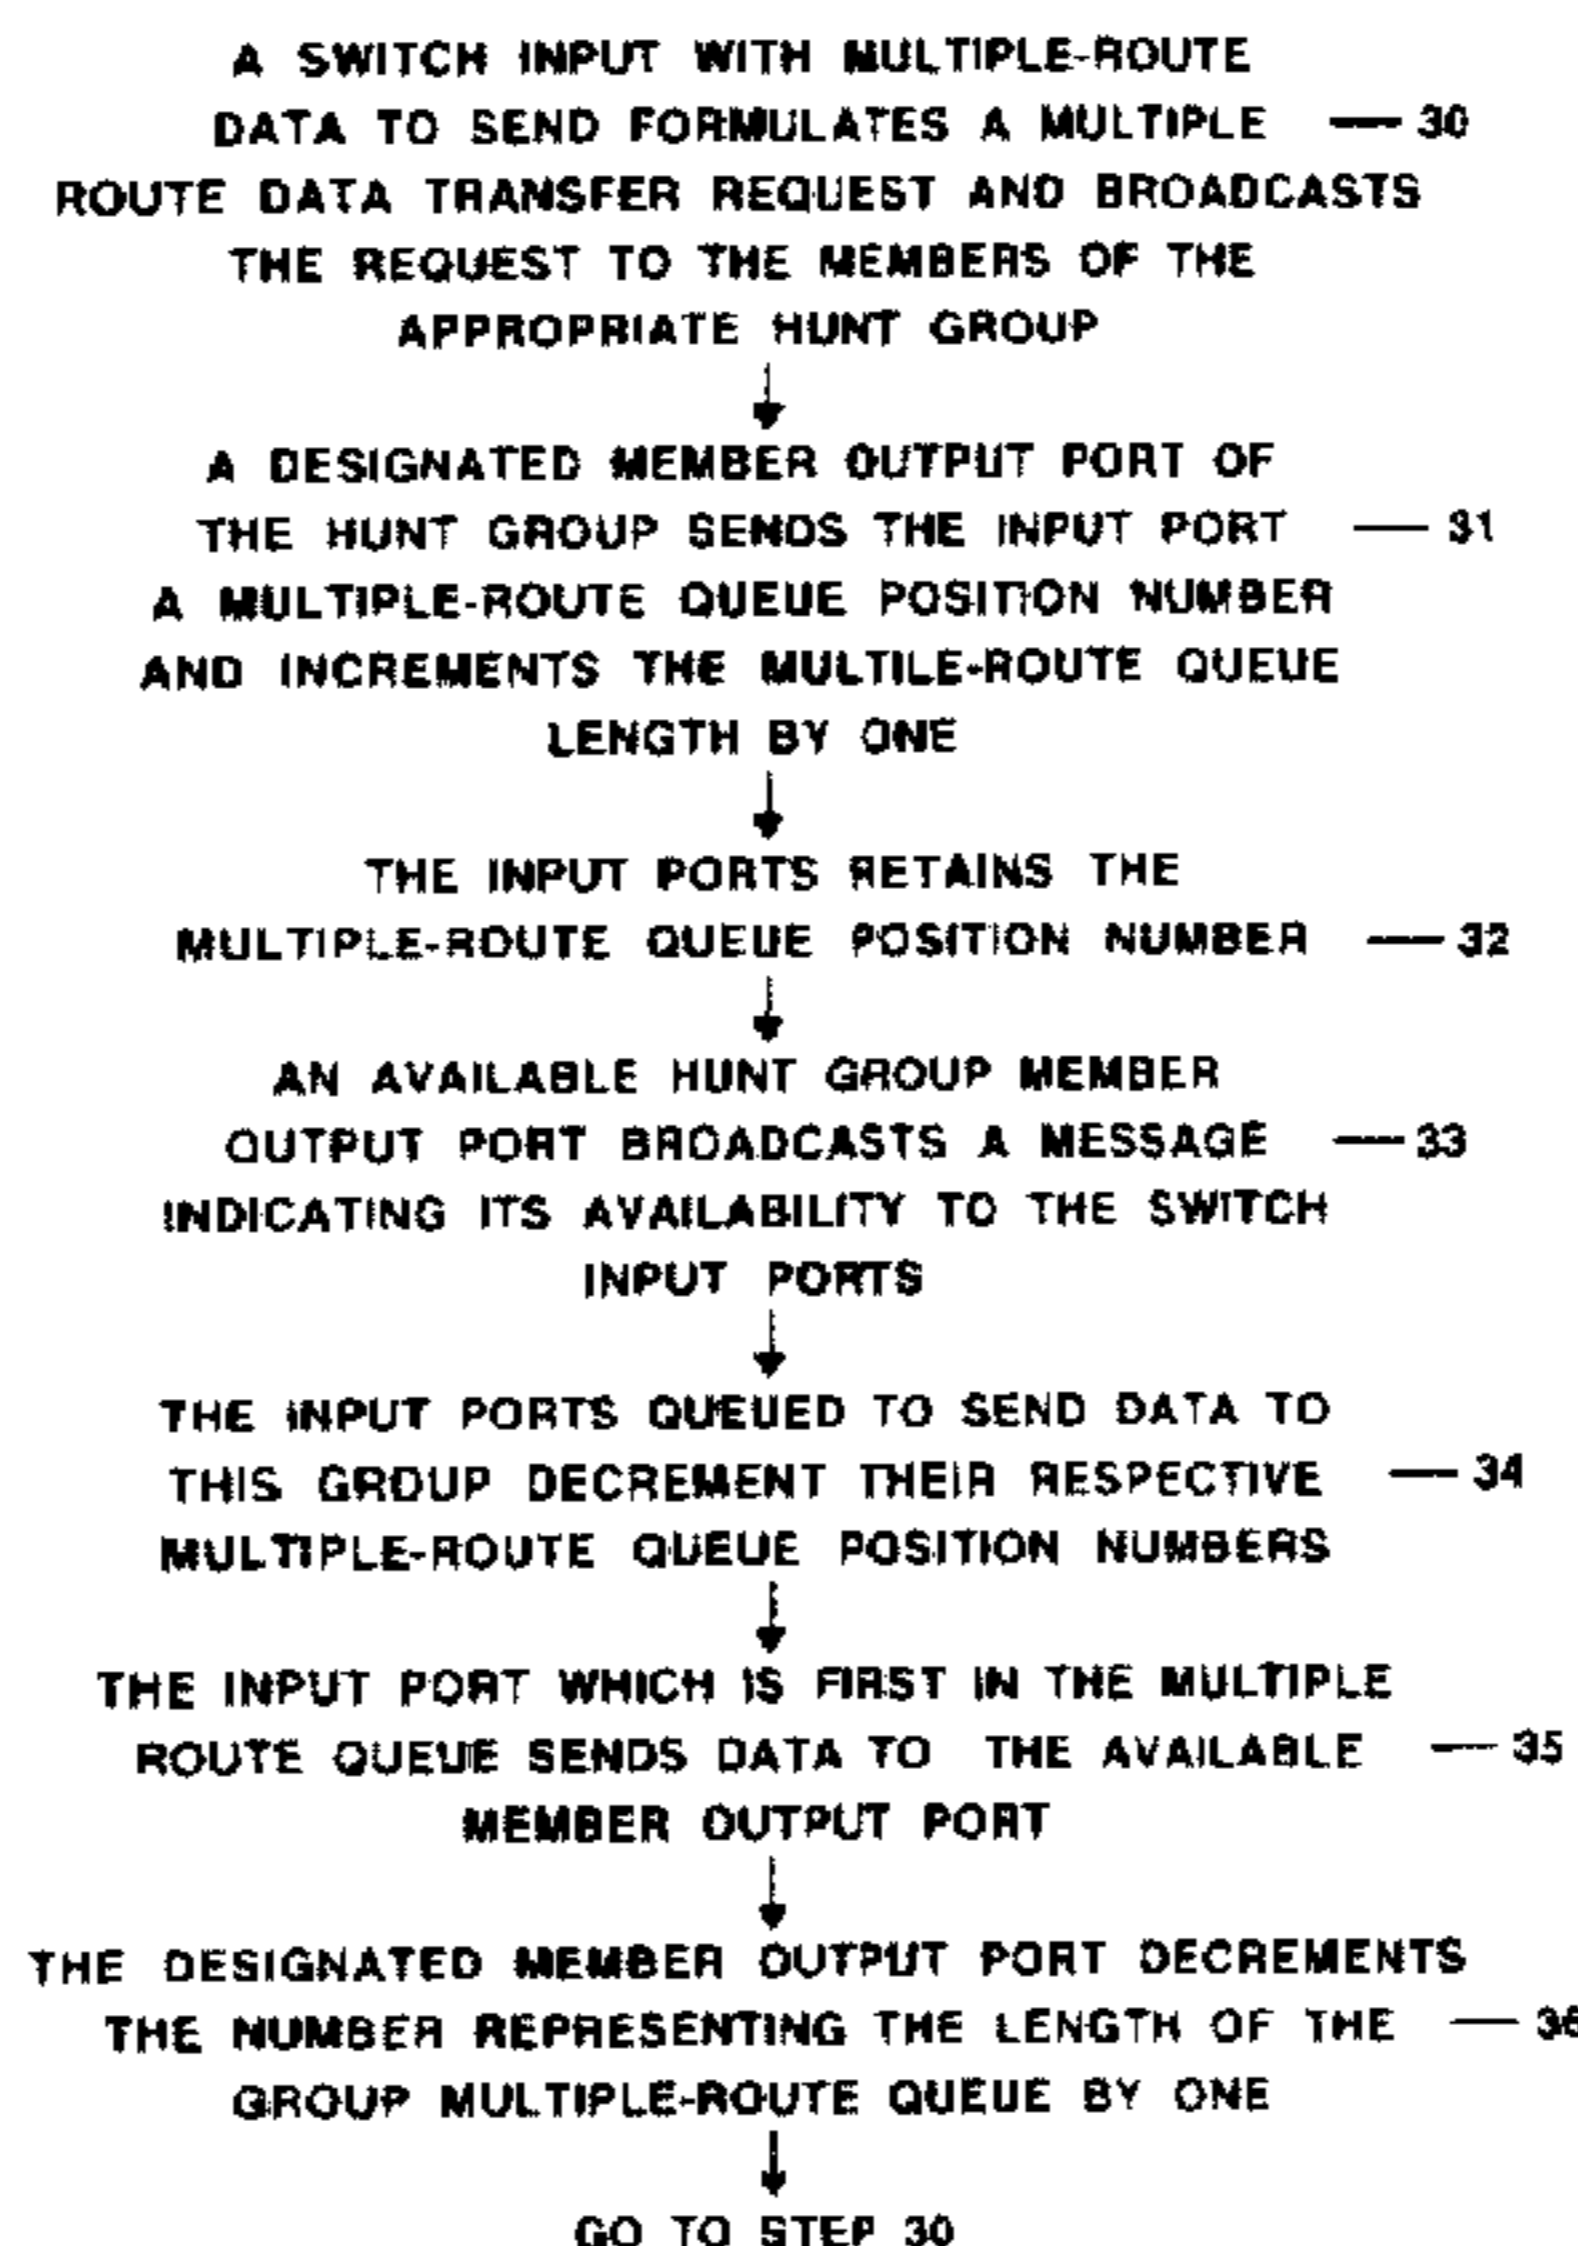 A SWITCH INPUT WITH MULTIPLE-ROUTE
DATA TO SEND FORMULATES A MULTIPLE — 30
ROUTE DATA TRANSFER REQUEST AND BROADCASTS
THE REQUEST TO THE MEMBERS OF THE
APPROPRIATE HUNT GROUP
A DESIGNATED MEMBER OUTPUT PORT OF
THE HUNT GROUP SENDS THE INPUT PORT — 31
A MULTIPLE-ROUTE QUEUE POSITION NUMBER
AND INCREMENTS THE MULTILE-ROUTE QUEUE
LENGTH BY ONE
THE INPUT PORTS RETAINS THE
MULTIPLE-ROUTE QUEUE POSITION NUMBER — 32
AN AVAILABLE HUNT GROUP MEMBER
OUTPUT PORT BROADCASTS A MESSAGE — 33
INDICATING ITS AVAILABILITY TO THE SWITCH
INPUT PORTS
THE INPUT PORTS QUEUED TO SEND DATA TO
THIS GROUP DECREMENT THEIR RESPECTIVE — 34
MULTIPLE-ROUTE QUEUE POSITION NUMBERS
THE INPUT PORT WHICH IS FIRST IN THE MULTIPLE
ROUTE QUEUE SENDS DATA TO THE AVAILABLE — 35
MEMBER OUTPUT PORT
THE DESIGNATED MEMBER OUTPUT PORT DECREMENTS
THE NUMBER REPRESENTING THE LENGTH OF THE — 36
GROUP MULTIPLE-ROUTE QUEUE BY ONE
GO TO STEP 30